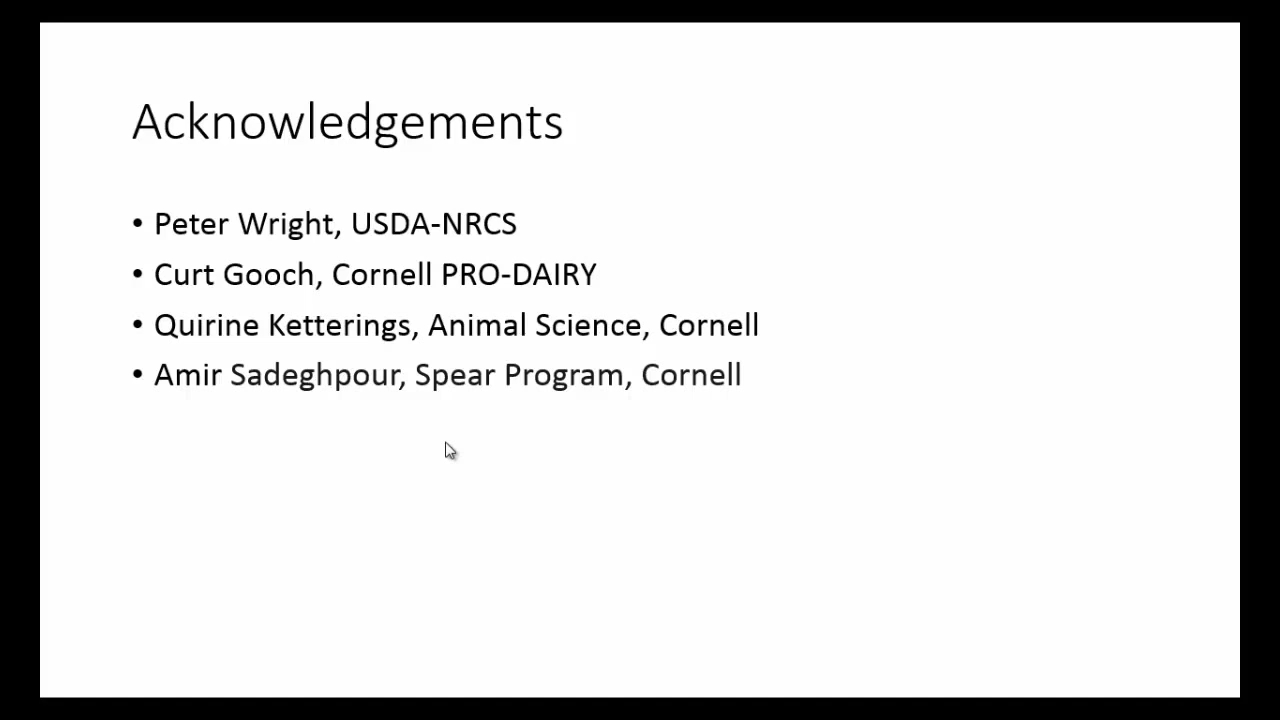 Acknowledgements
• Peter Wright, USDA-NRCS
• Curt Gooch, Cornell PRO-DAIRY
• Quirine Ketterings, Animal Science, Cornell
• Amir Sadeghpour, Spear Program, Cornell